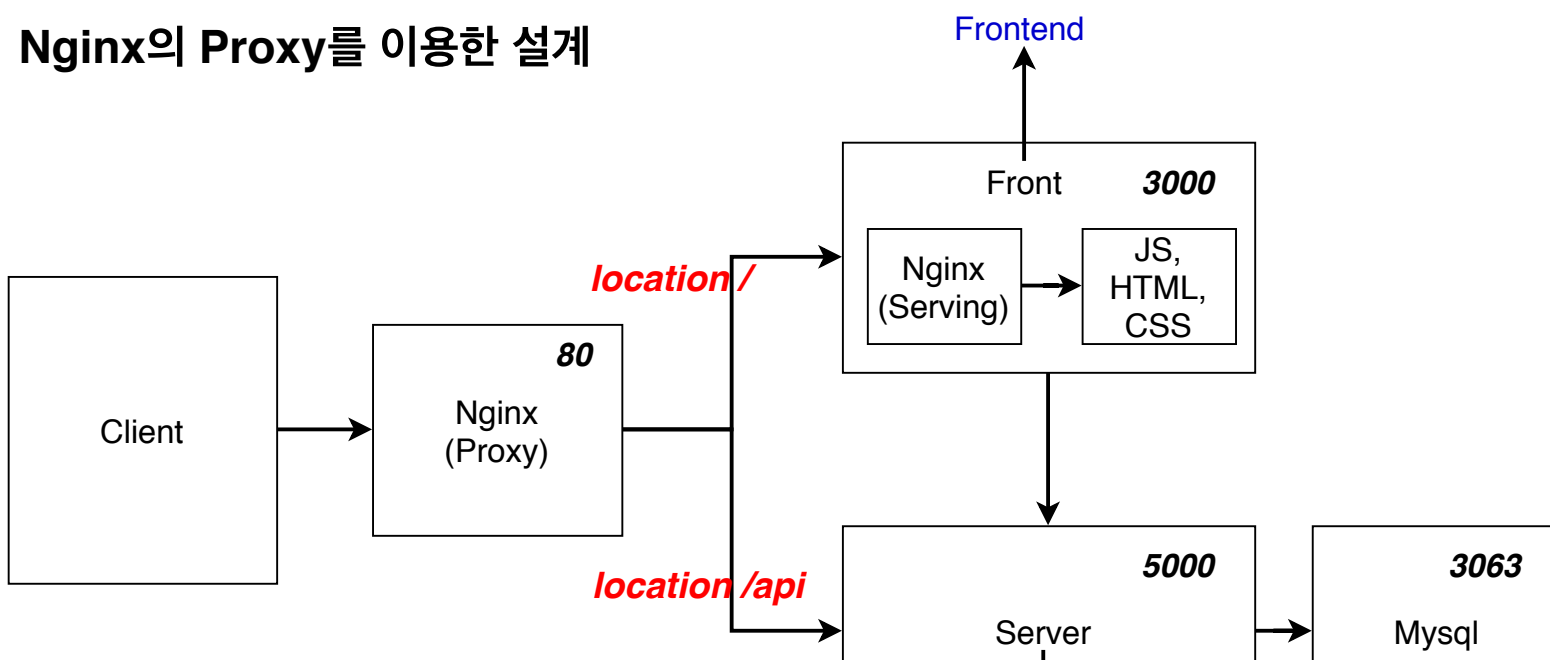 Nginx의 Proxy를 이용한 설계
Frontend
Front
3000
Nginx
(Serving)
JS,
HTML,
CSS
location /
Client
80
Nginx
(Proxy)
location /api
5000
Server
3063
Mysql